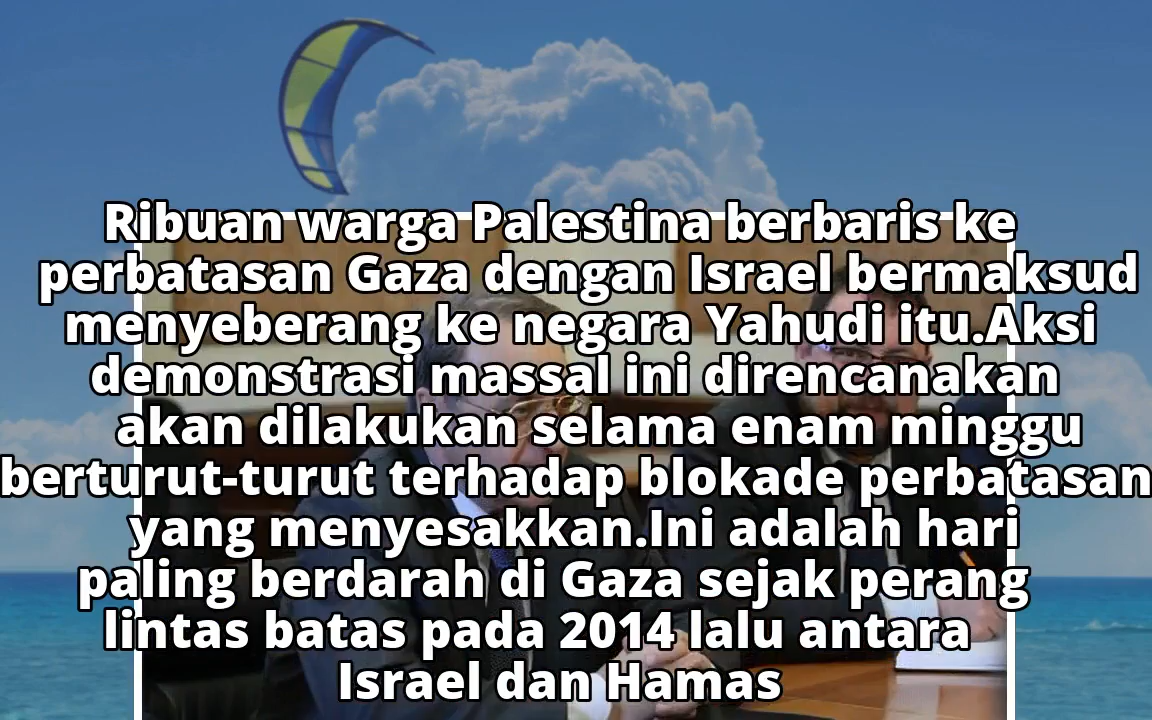 Ribuan warga Palestina berbaris ke
perbatasan Gaza dengan Israel bermaksud
menyeberang ke negara Yahudi itu.Aksi
demonstrasi massal ini direncanakan
akan dilakukan selama enam minggu
berturut-turut terhadap blokade perbatasan
yang menyesakkan.Ini adalah hari
paling berdarah di Gaza sejak perang
lintas batas pada 2014 lalu antara
Israel dan Hamas